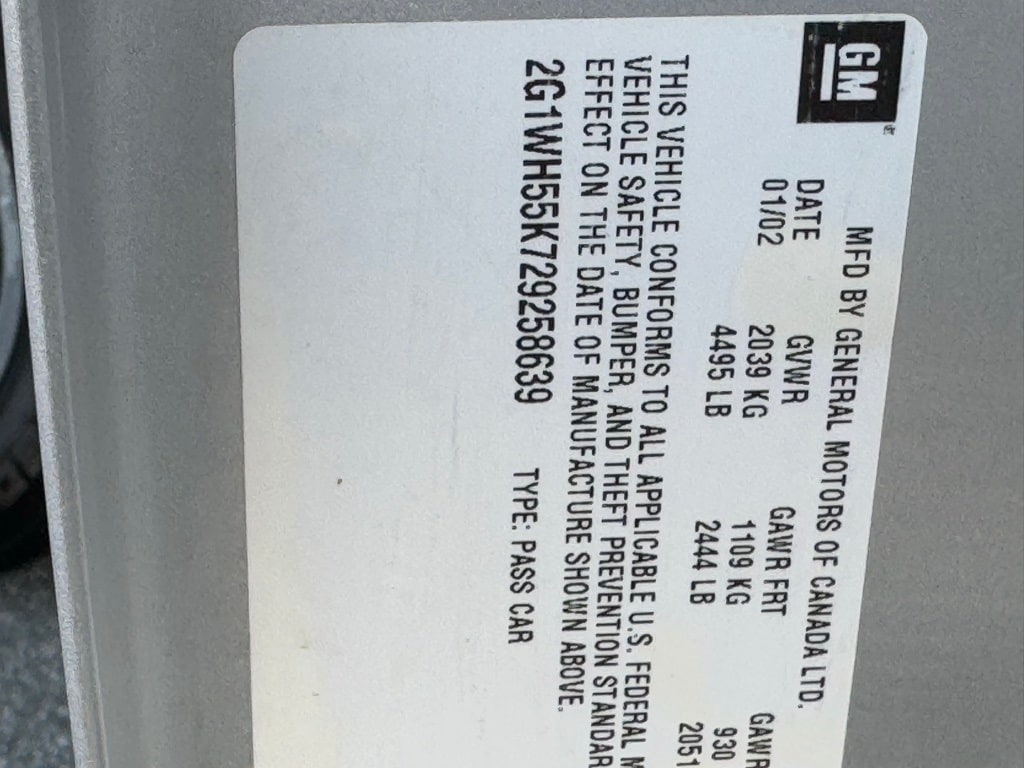 GM
MFD BY GENERAL MOTORS OF CANADA LTD.
DATE GVWR GAWR FRT GAWR
01/02 2039 KG 1109 KG 930
4495 LB 2444 LB 2051
THIS VEHICLE CONFORMS TO ALL APPLICABLE U.S. FEDERAL M
VEHICLE SAFETY, BUMPER, AND THEFT PREVENTION STANDAR
EFFECT ON THE DATE OF MANUFACTURE SHOWN ABOVE.
2G1WH55K729258639 TYPE: PASS CAR